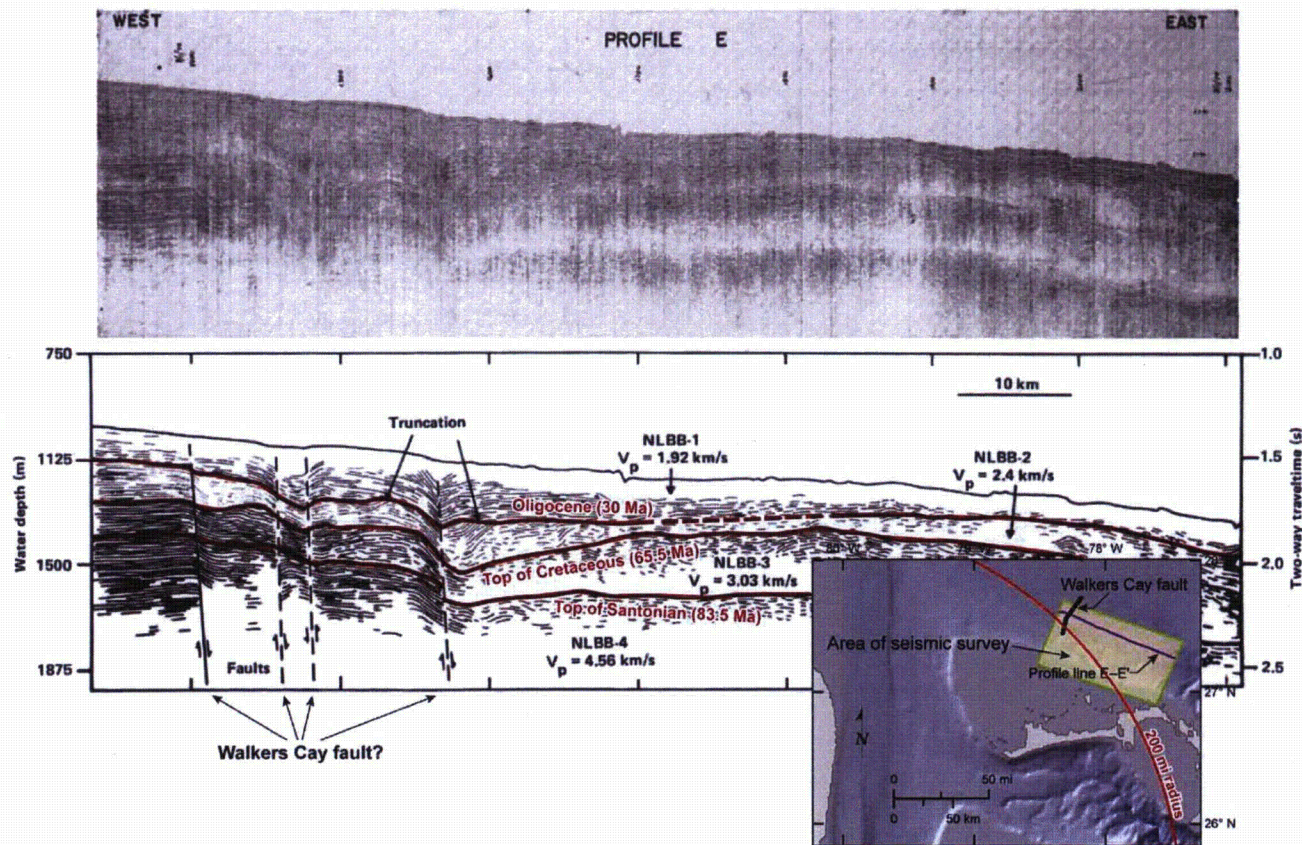 WEST
EAST
PROFILE E
750
1.0
10 km
Truncation
NLBB-1
Vp = 1.92 km/s
NLBB-2
Vp = 2.4 km/s
1125
1.5
Oligocene (30 Ma)
Water depth (m)
Two-way traveltime (s)
1500
2.0
Top of Cretaceous (65.5 Ma)
NLBB-3
Vp = 3.03 km/s
Top of Santonian (83.5 Ma)
NLBB-4
Vp = 4.56 km/s
1875
2.5
Faults
Walkers Cay fault?
78° W
Walkers Cay fault
Area of seismic survey
Profile line E–E'
27° N
N
200 mi radius
0 50 mi
0 50 km
26° N